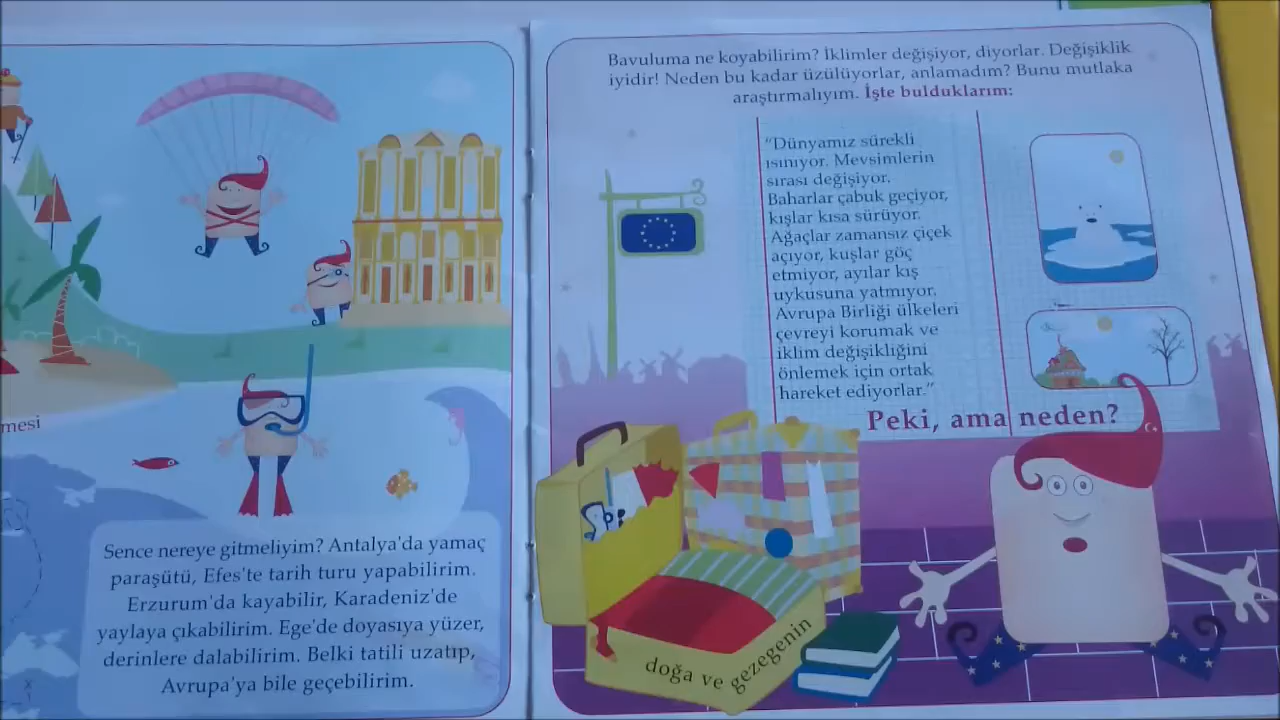 mesi
Sence nereye gitmeliyim? Antalya'da yamaç
paraşütü, Efes'te tarih turu yapabilirim.
Erzurum'da kayabilir, Karadeniz'de
yaylaya çıkabilirim. Ege'de doyasıya yüzer,
derinlere dalabilirim. Belki tatili uzatıp,
Avrupa'ya bile geçebilirim.
Bavuluma ne koyabilirim? İklimler değişiyor, diyorlar. Değişiklik
iyidir! Neden bu kadar üzülüyorlar, anlamadım? Bunu mutlaka
araştırmalıyım. İşte bulduklarım:
"Dünyamız sürekli
ısınıyor. Mevsimlerin
sırası değişiyor.
Baharlar çabuk geçiyor,
kışlar kısa sürüyor.
Ağaçlar zamansız çiçek
açıyor, kuşlar göç
etmiyor, ayılar kış
uykusuna yatmıyor.
Avrupa Birliği ülkeleri
çevreyi korumak ve
iklim değişikliğini
önlemek için ortak
hareket ediyorlar."
Peki, ama neden?
doğa ve gezegenin